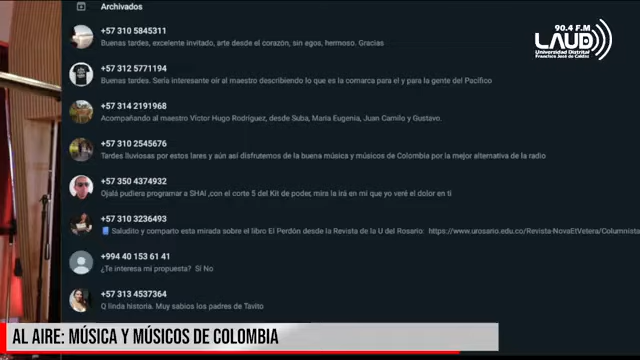 Archivados
90.4 F.M
LAUD
Universidad Distrital
Francisco José de Caldas
+57 310 5845311
Buenas tardes, excelente invitado, arte desde el corazón, sin egoa, hermoso. Gracias
+57 312 5771194
Buenas tardes. Sería interesante oir al maestro describiendo lo que es la comarca para el y para la gente del Pacífico
+57 314 2191968
Acompañando al maestro Víctor Hugo Rodríguez, desde Suba, Maria Eugenia, Juan Camilo y Gustavo.
+57 310 2545676
Tardes lluviosas por estos lares y aún así disfrutemos de la buena música y músicos de Colombia por la mejor alternativa de la radio
+57 350 4374932
Ojalá pudiera programar a SHAI ,con el corte 5 del Kit de poder, mira la irá en mi que yo veré el dolor en ti
+57 310 3236493
Saludito y comparto esta mirada sobre el libro El Perdón desde la Revista de la U del Rosario: https://www.urosario.edu.co/Revista-NovaEtVetera/Columnista
+994 40 153 61 41
¿Te interesa mi propuesta? Si No
+57 313 4537364
Q linda historia. Muy sabios los padres de Tavito
AL AIRE: MÚSICA Y MÚSICOS DE COLOMBIA